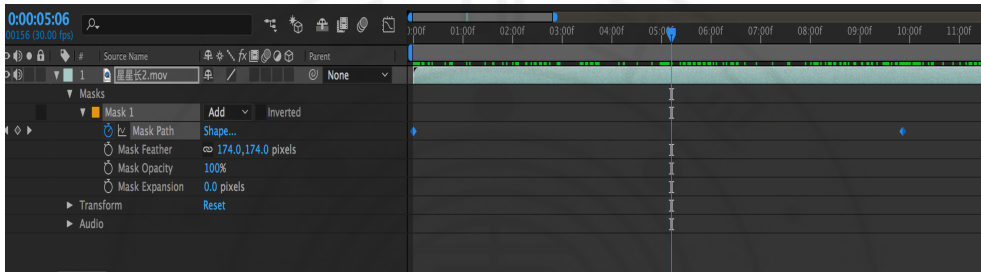 0:00:05:06
00156 (30.00 fps)
0:00f 01:00f 02:00f 03:00f 04:00f 05:00f 06:00f 07:00f 08:00f 09:00f 10:00f 11:00f
# Source Name Parent
1 星星长2.mov None
Masks
Mask 1 Add Inverted
Mask Path Shape...
Mask Feather 174.0,174.0 pixels
Mask Opacity 100%
Mask Expansion 0.0 pixels
Transform Reset
Audio